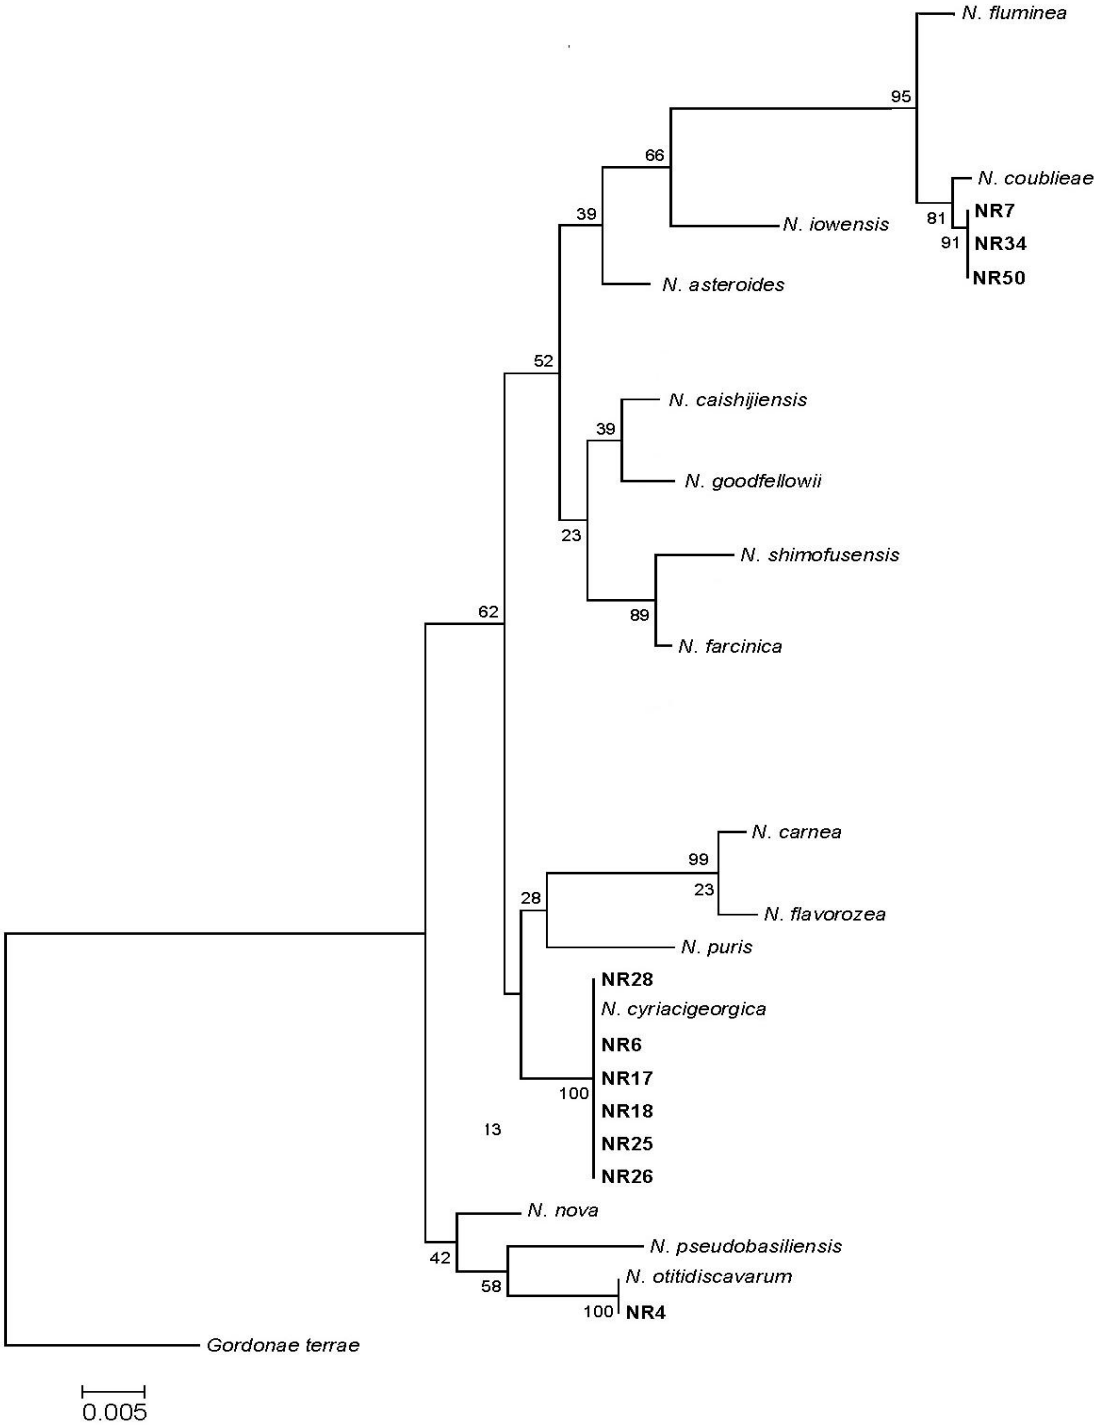 N. fluminea
95
66
N. coublieae
39
81
NR7
N. iowensis
91
NR34
NR50
N. asteroides
52
N. caishijiensis
39
N. goodfellowii
23
N. shimofusensis
62
89
N. farcinica
N. carnea
99
23
28
N. flavorozea
N. puris
NR28
N. cyriacigeorgica
NR6
NR17
100
NR18
13
NR25
NR26
N. nova
42
N. pseudobasiliensis
58
N. otitidiscavarum
100
NR4
Gordonae terrae
0.005